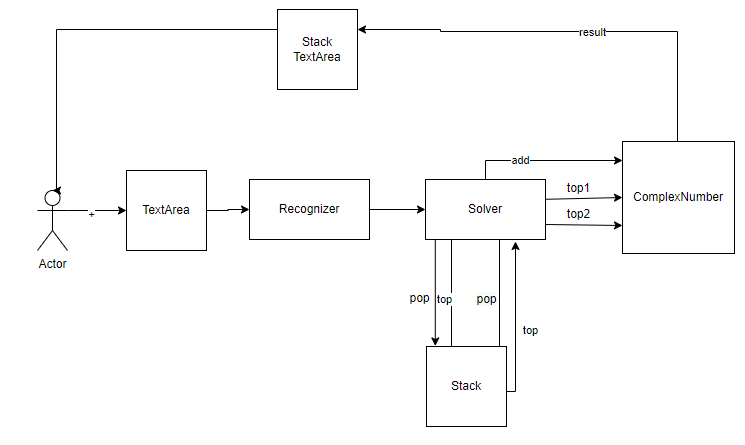 result
Stack
TextArea
add
top1
ComplexNumber
TextArea
Recognizer
Solver
top2
+
Actor
pop
top
pop
top
Stack